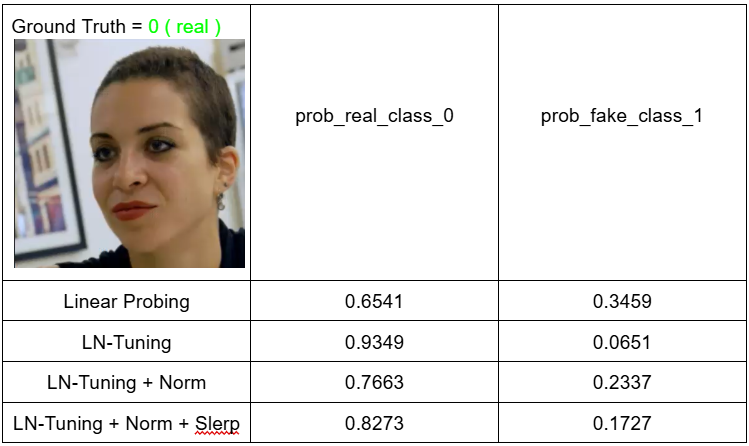 Ground Truth = 0 ( real )
prob_real_class_0
prob_fake_class_1
Linear Probing 0.6541 0.3459
LN-Tuning 0.9349 0.0651
LN-Tuning + Norm 0.7663 0.2337
LN-Tuning + Norm + Slerp 0.8273 0.1727